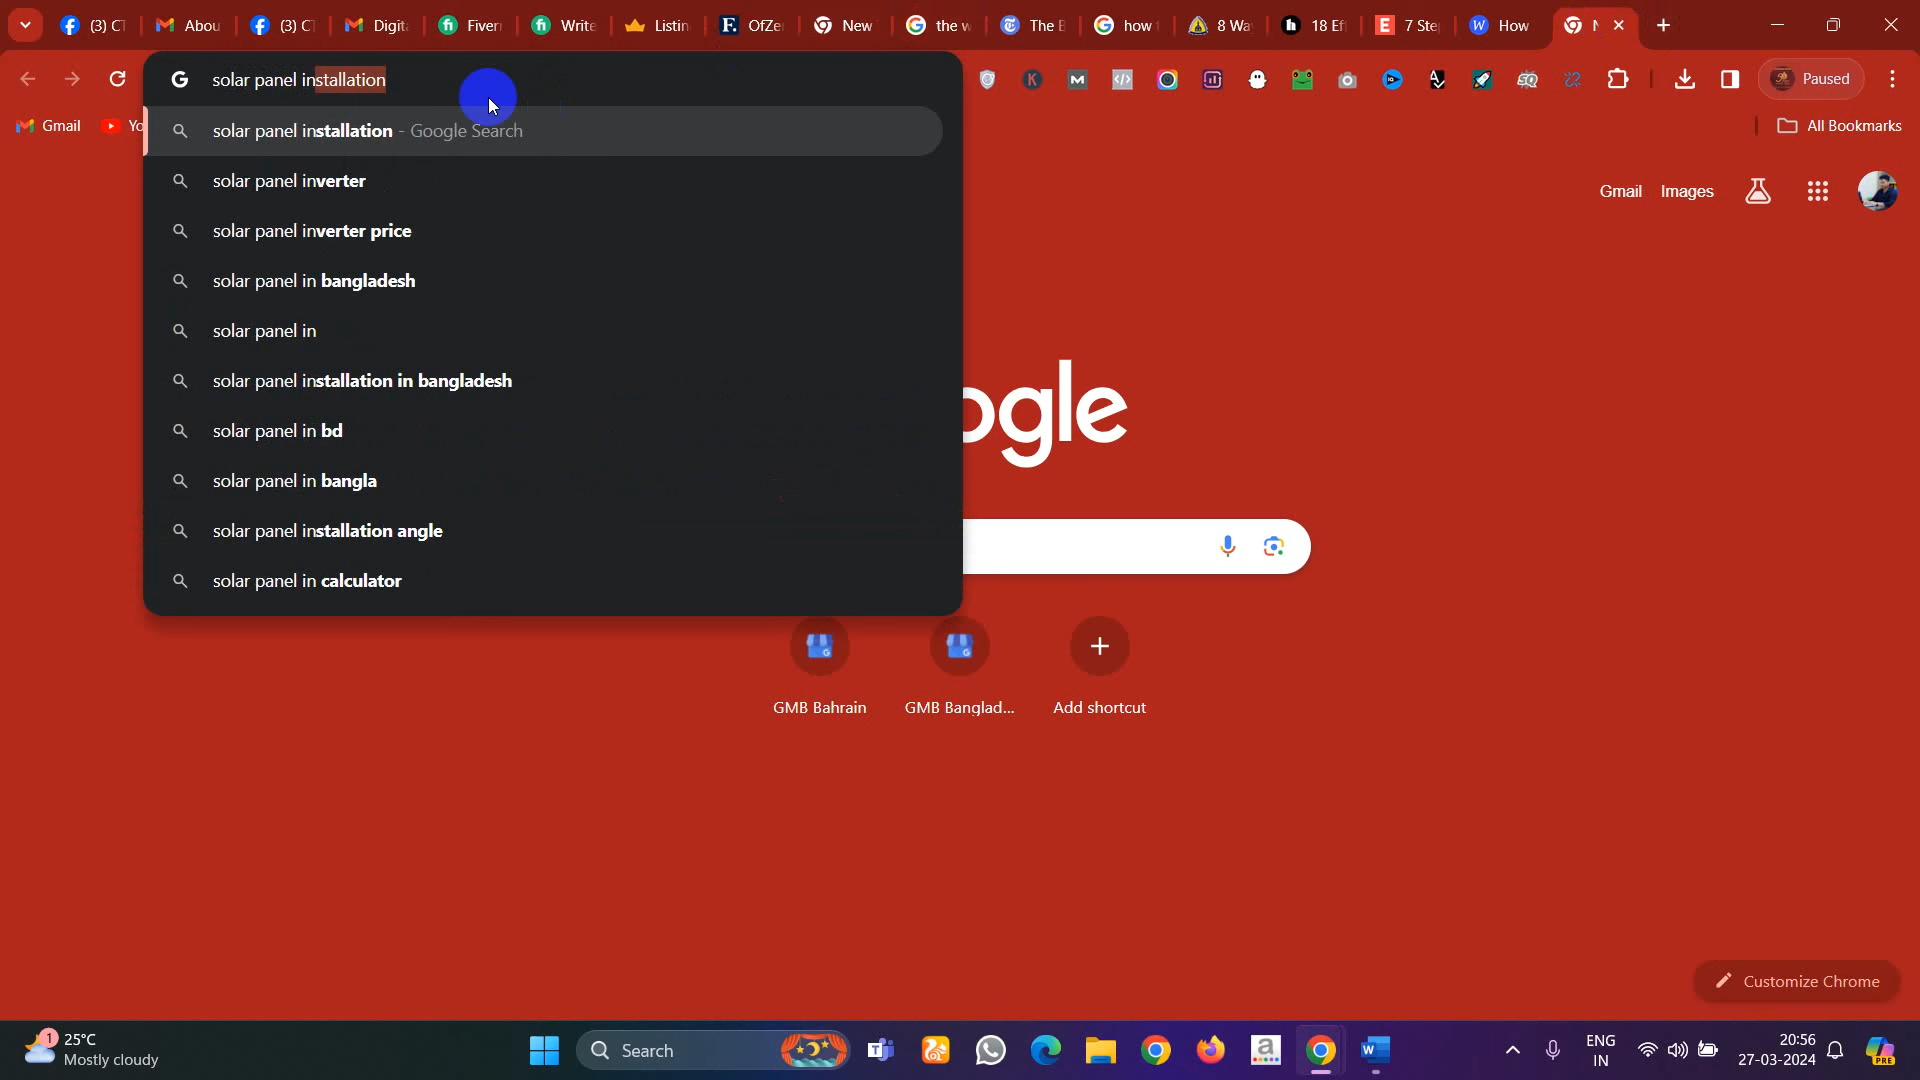 (3) C
Abou
(3) C
Digit
Fiver
Write
Listin
OfZe
New
the w
The E
how
8 Wa
18 Ef
7 Ste
How
solar panel installation
Paused
Gmail
Yo
All Bookmarks
solar panel installation - Google Search
solar panel inverter
solar panel inverter price
solar panel in bangladesh
solar panel in
solar panel installation in bangladesh
solar panel in bd
solar panel in bangla
solar panel installation angle
solar panel in calculator
Gmail Images
ogle
GMB Bahrain
GMB Banglad...
Add shortcut
Customize Chrome
1
25°C
Mostly cloudy
Search
ENG
IN
20:56
27-03-2024
PRE